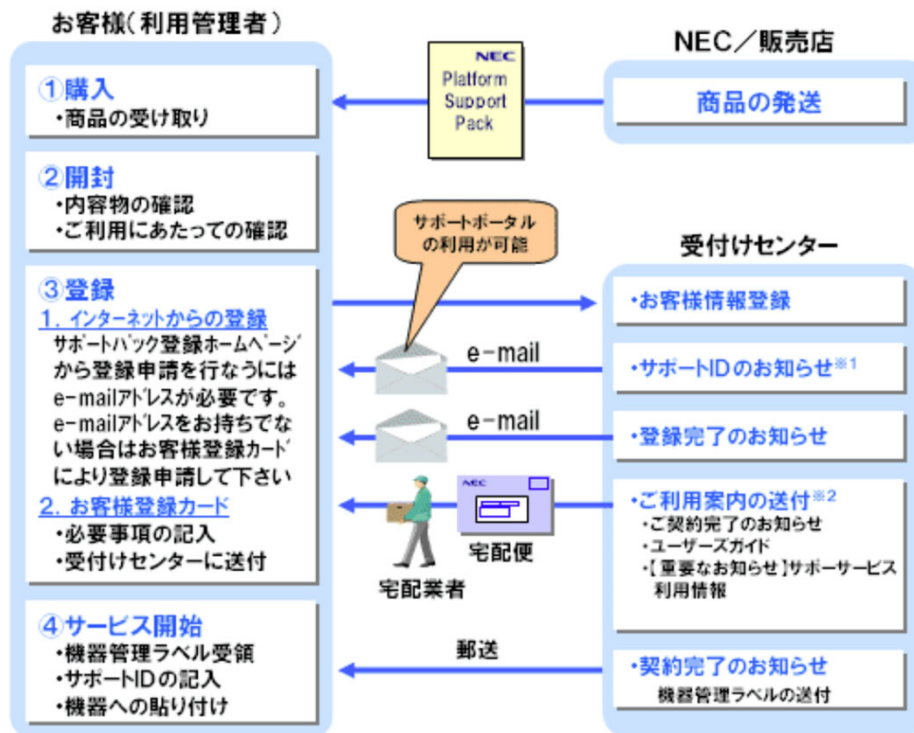 お客様(利用管理者)
①購入
・商品の受け取り
②開封
・内容物の確認
・ご利用にあたっての確認
③登録
1. インターネットからの登録
サポートパック登録ホームページ
から登録申請を行なうには
e-mailアドレスが必要です。
e-mailアドレスをお持ちでな
い場合はお客様登録カード
により登録申請して下さい
2. お客様登録カード
・必要事項の記入
・受付けセンターに送付
④サービス開始
・機器管理ラベル受領
・サポートIDの記入
・機器への貼り付け
NEC
Platform
Support
Pack
サポートポータル
の利用が可能
e-mail
e-mail
NEC
宅配業者
宅配便
郵送
NEC/販売店
商品の発送
受付けセンター
・お客様情報登録
・サポートIDのお知らせ※1
・登録完了のお知らせ
・ご利用案内の送付※2
・ご契約完了のお知らせ
・ユーザーズガイド
・【重要なお知らせ】サポーサービス
利用情報
・契約完了のお知らせ
機器管理ラベルの送付